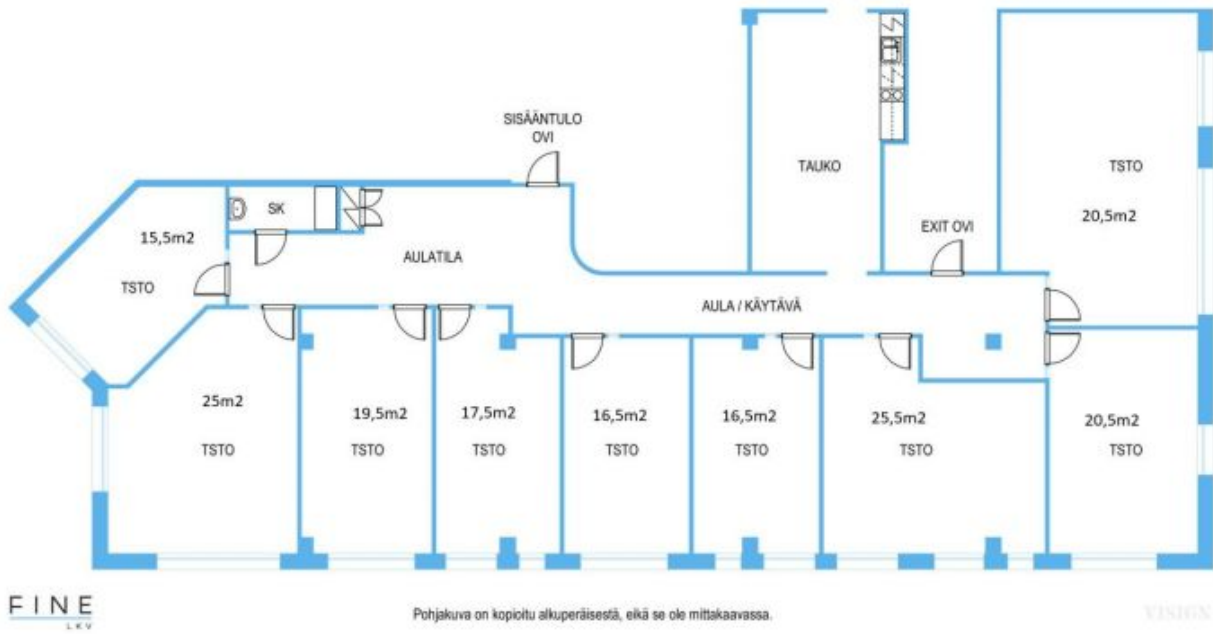 SISÄÄNTULO
OVI
TAUKO
TSTO
20,5m2
SK
15,5m2
TSTO
AULATILA
EXIT OVI
AULA / KÄYTÄVÄ
25m2
TSTO
19,5m2
TSTO
17,5m2
TSTO
16,5m2
TSTO
16,5m2
TSTO
25,5m2
TSTO
20,5m2
TSTO
FINE
LKV
Pohjakuva on kopioitu alkuperäisestä, eikä se ole mittakaavassa.
VISIGN